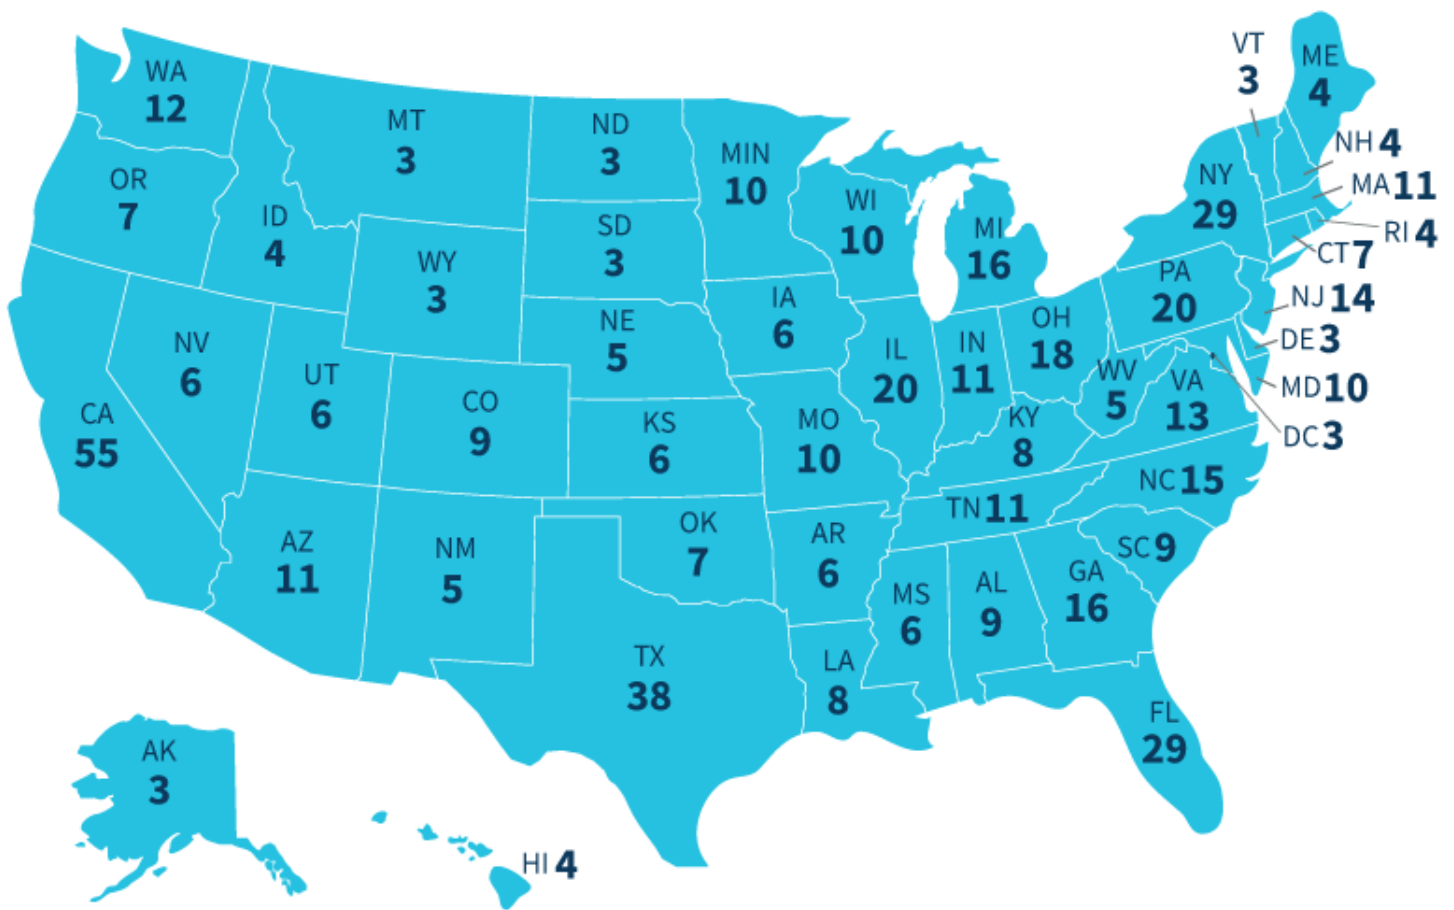 WA
12
OR
7
CA
55
NV
6
ID
4
MT
3
WY
3
UT
6
AZ
11
CO
9
NM
5
ND
3
SD
3
NE
5
KS
6
OK
7
TX
38
MIN
10
IA
6
MO
10
AR
6
LA
8
WI
10
IL
20
MI
16
IN
11
OH
18
KY
8
TN 11
MS
6
AL
9
GA
16
FL
29
SC 9
NC 15
VA
13
WV
5
PA
20
NY
29
VT
3
ME
4
NH 4
MA 11
RI 4
CT 7
NJ 14
DE 3
MD 10
DC 3
AK
3
HI 4